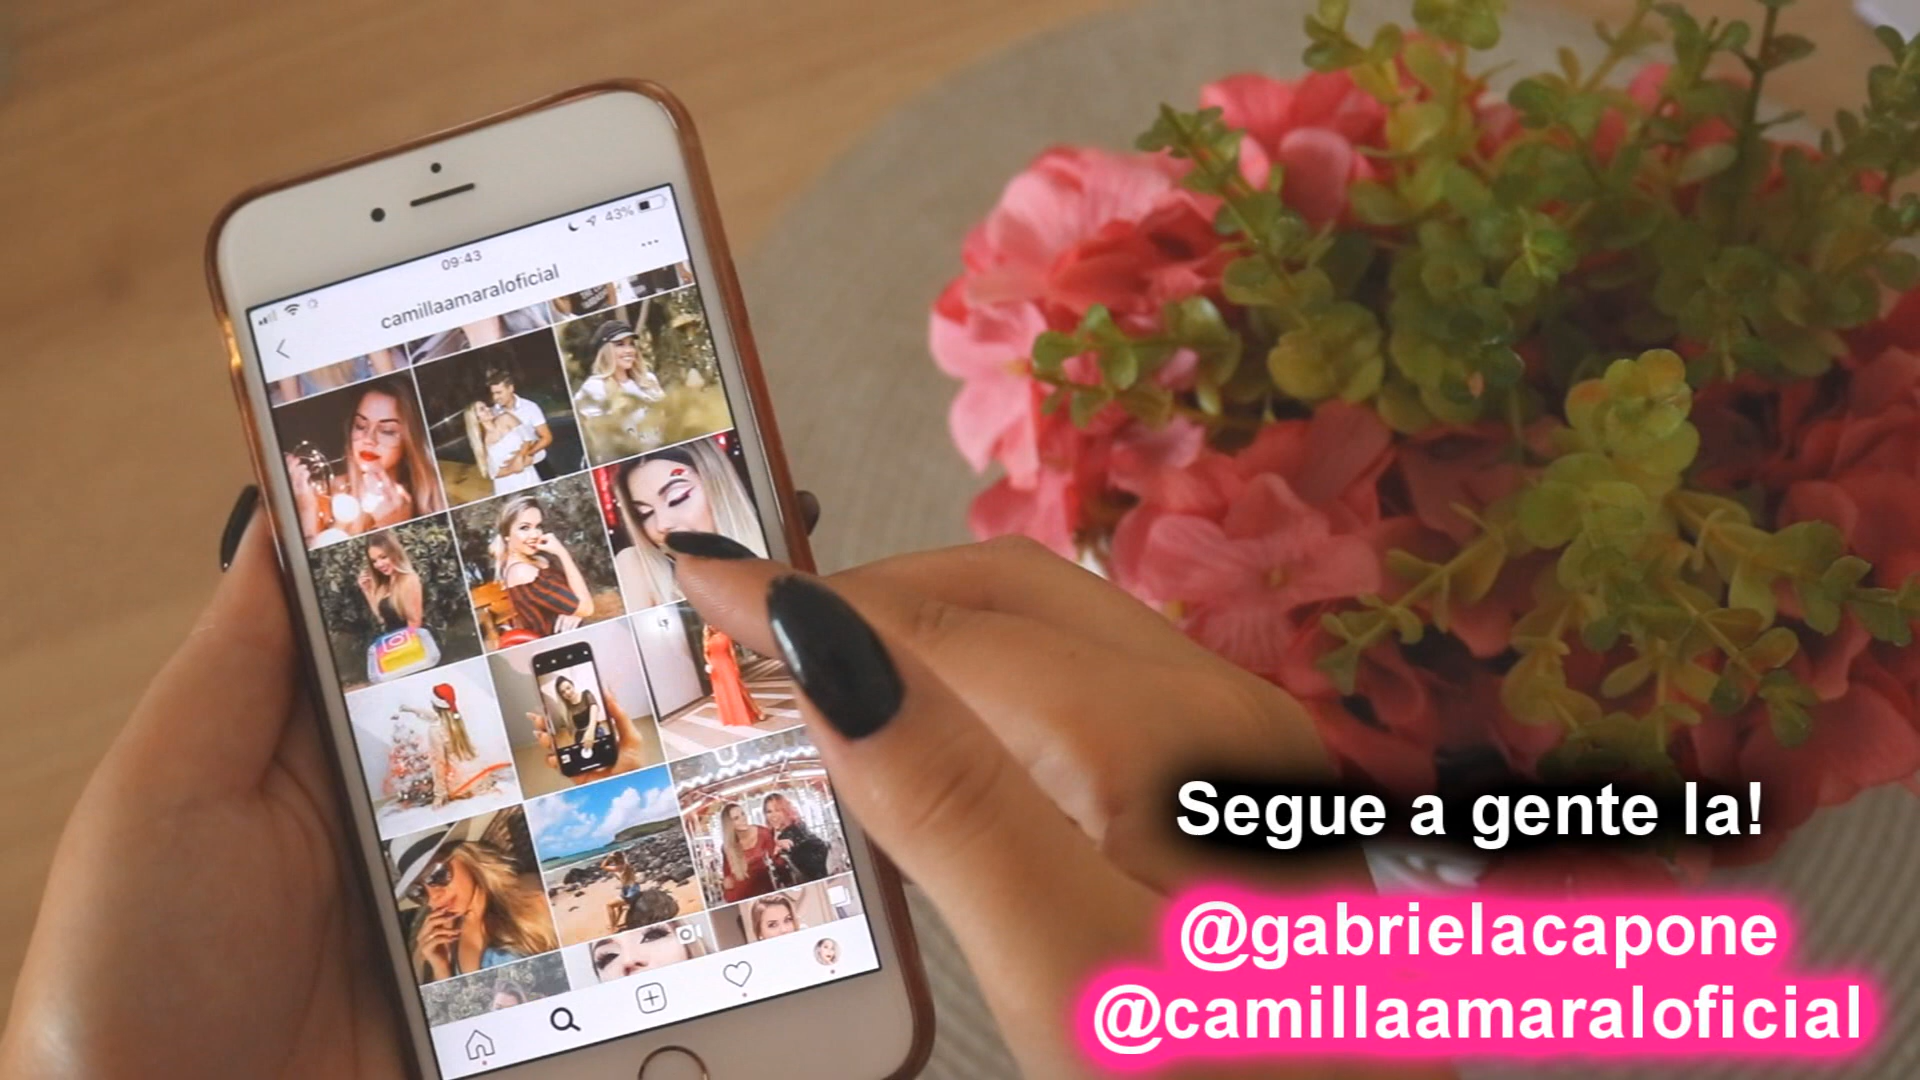 43%
09:43
camillaamaraloficial
Segue a gente la!
@gabrielacapone
@camillaamaraloficial